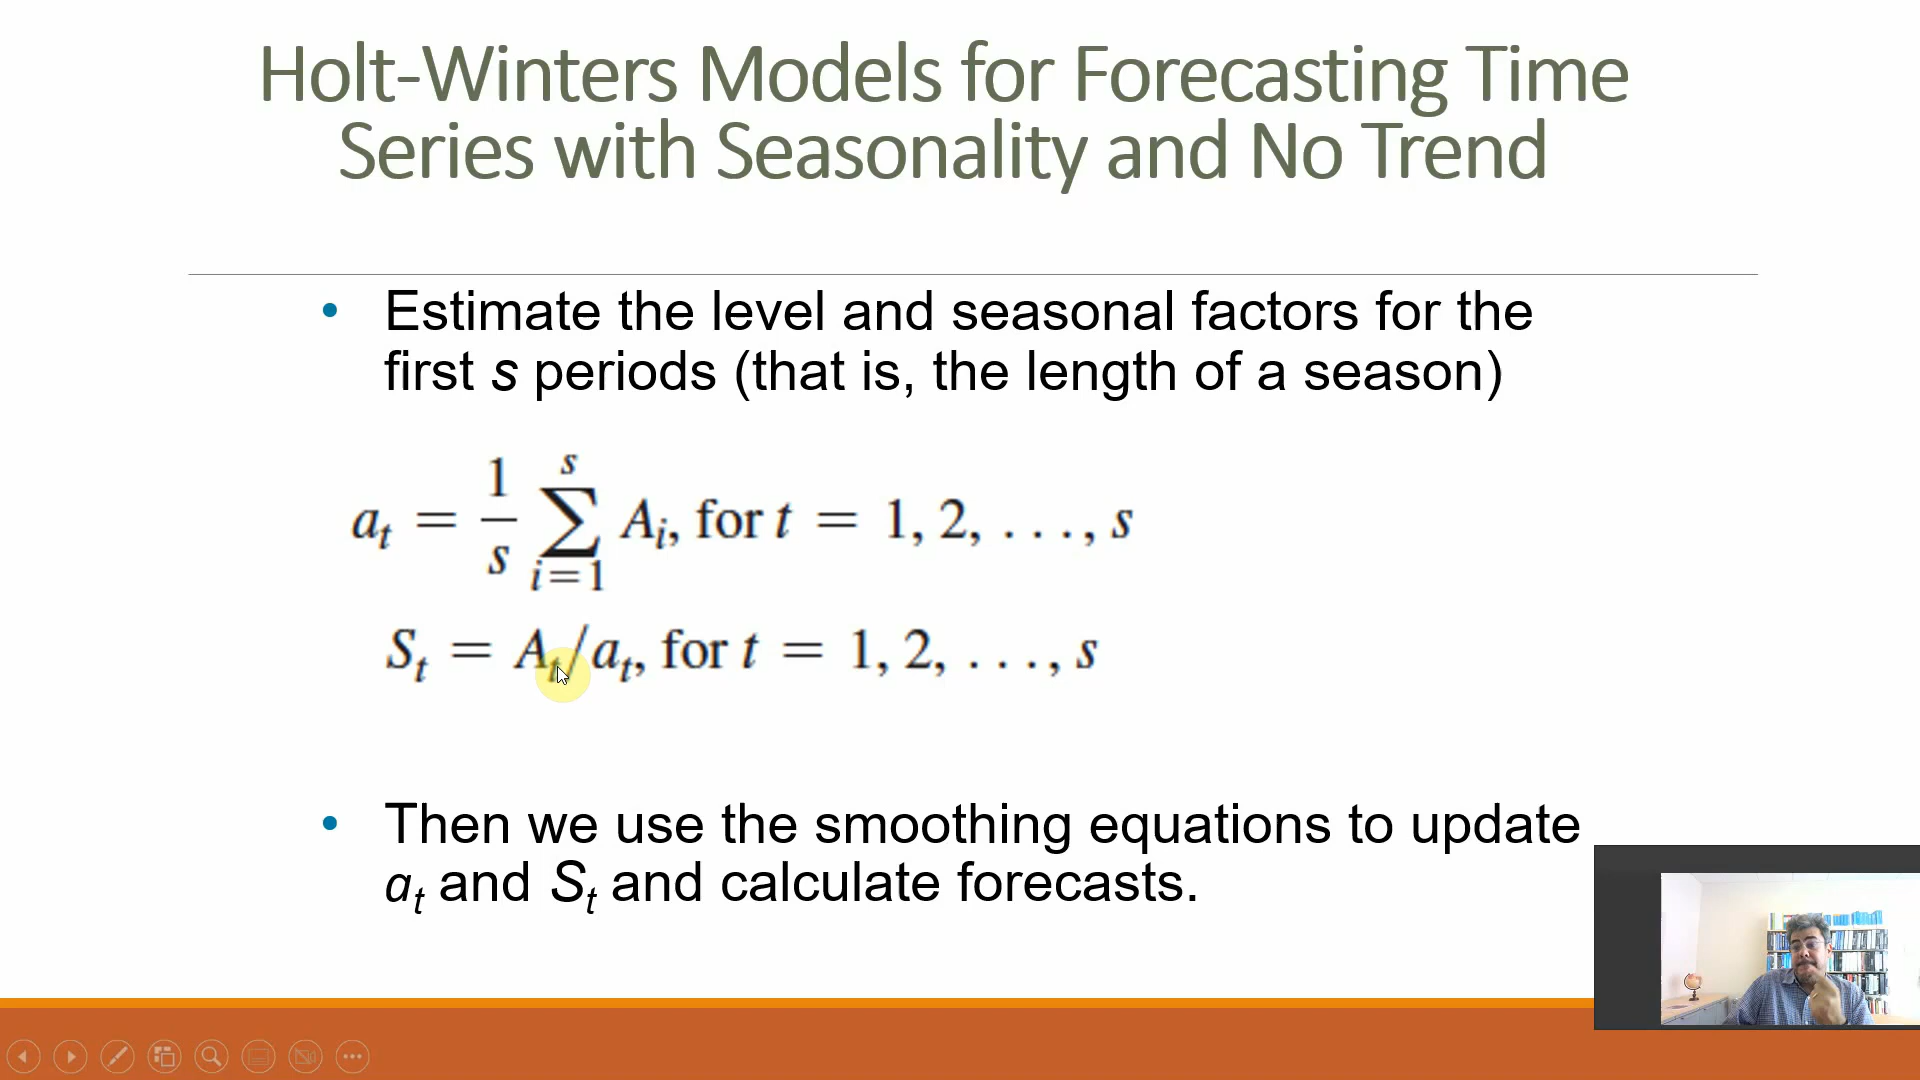 Holt-Winters Models for Forecasting Time
Series with Seasonality and No Trend
• Estimate the level and seasonal factors for the
first s periods (that is, the length of a season)
a_t = \frac{1}{s} \sum_{i=1}^{s} A_i, for t = 1, 2, . . . , s
S_t = A_t/a_t, for t = 1, 2, . . . , s
• Then we use the smoothing equations to update
a_t and S_t and calculate forecasts.